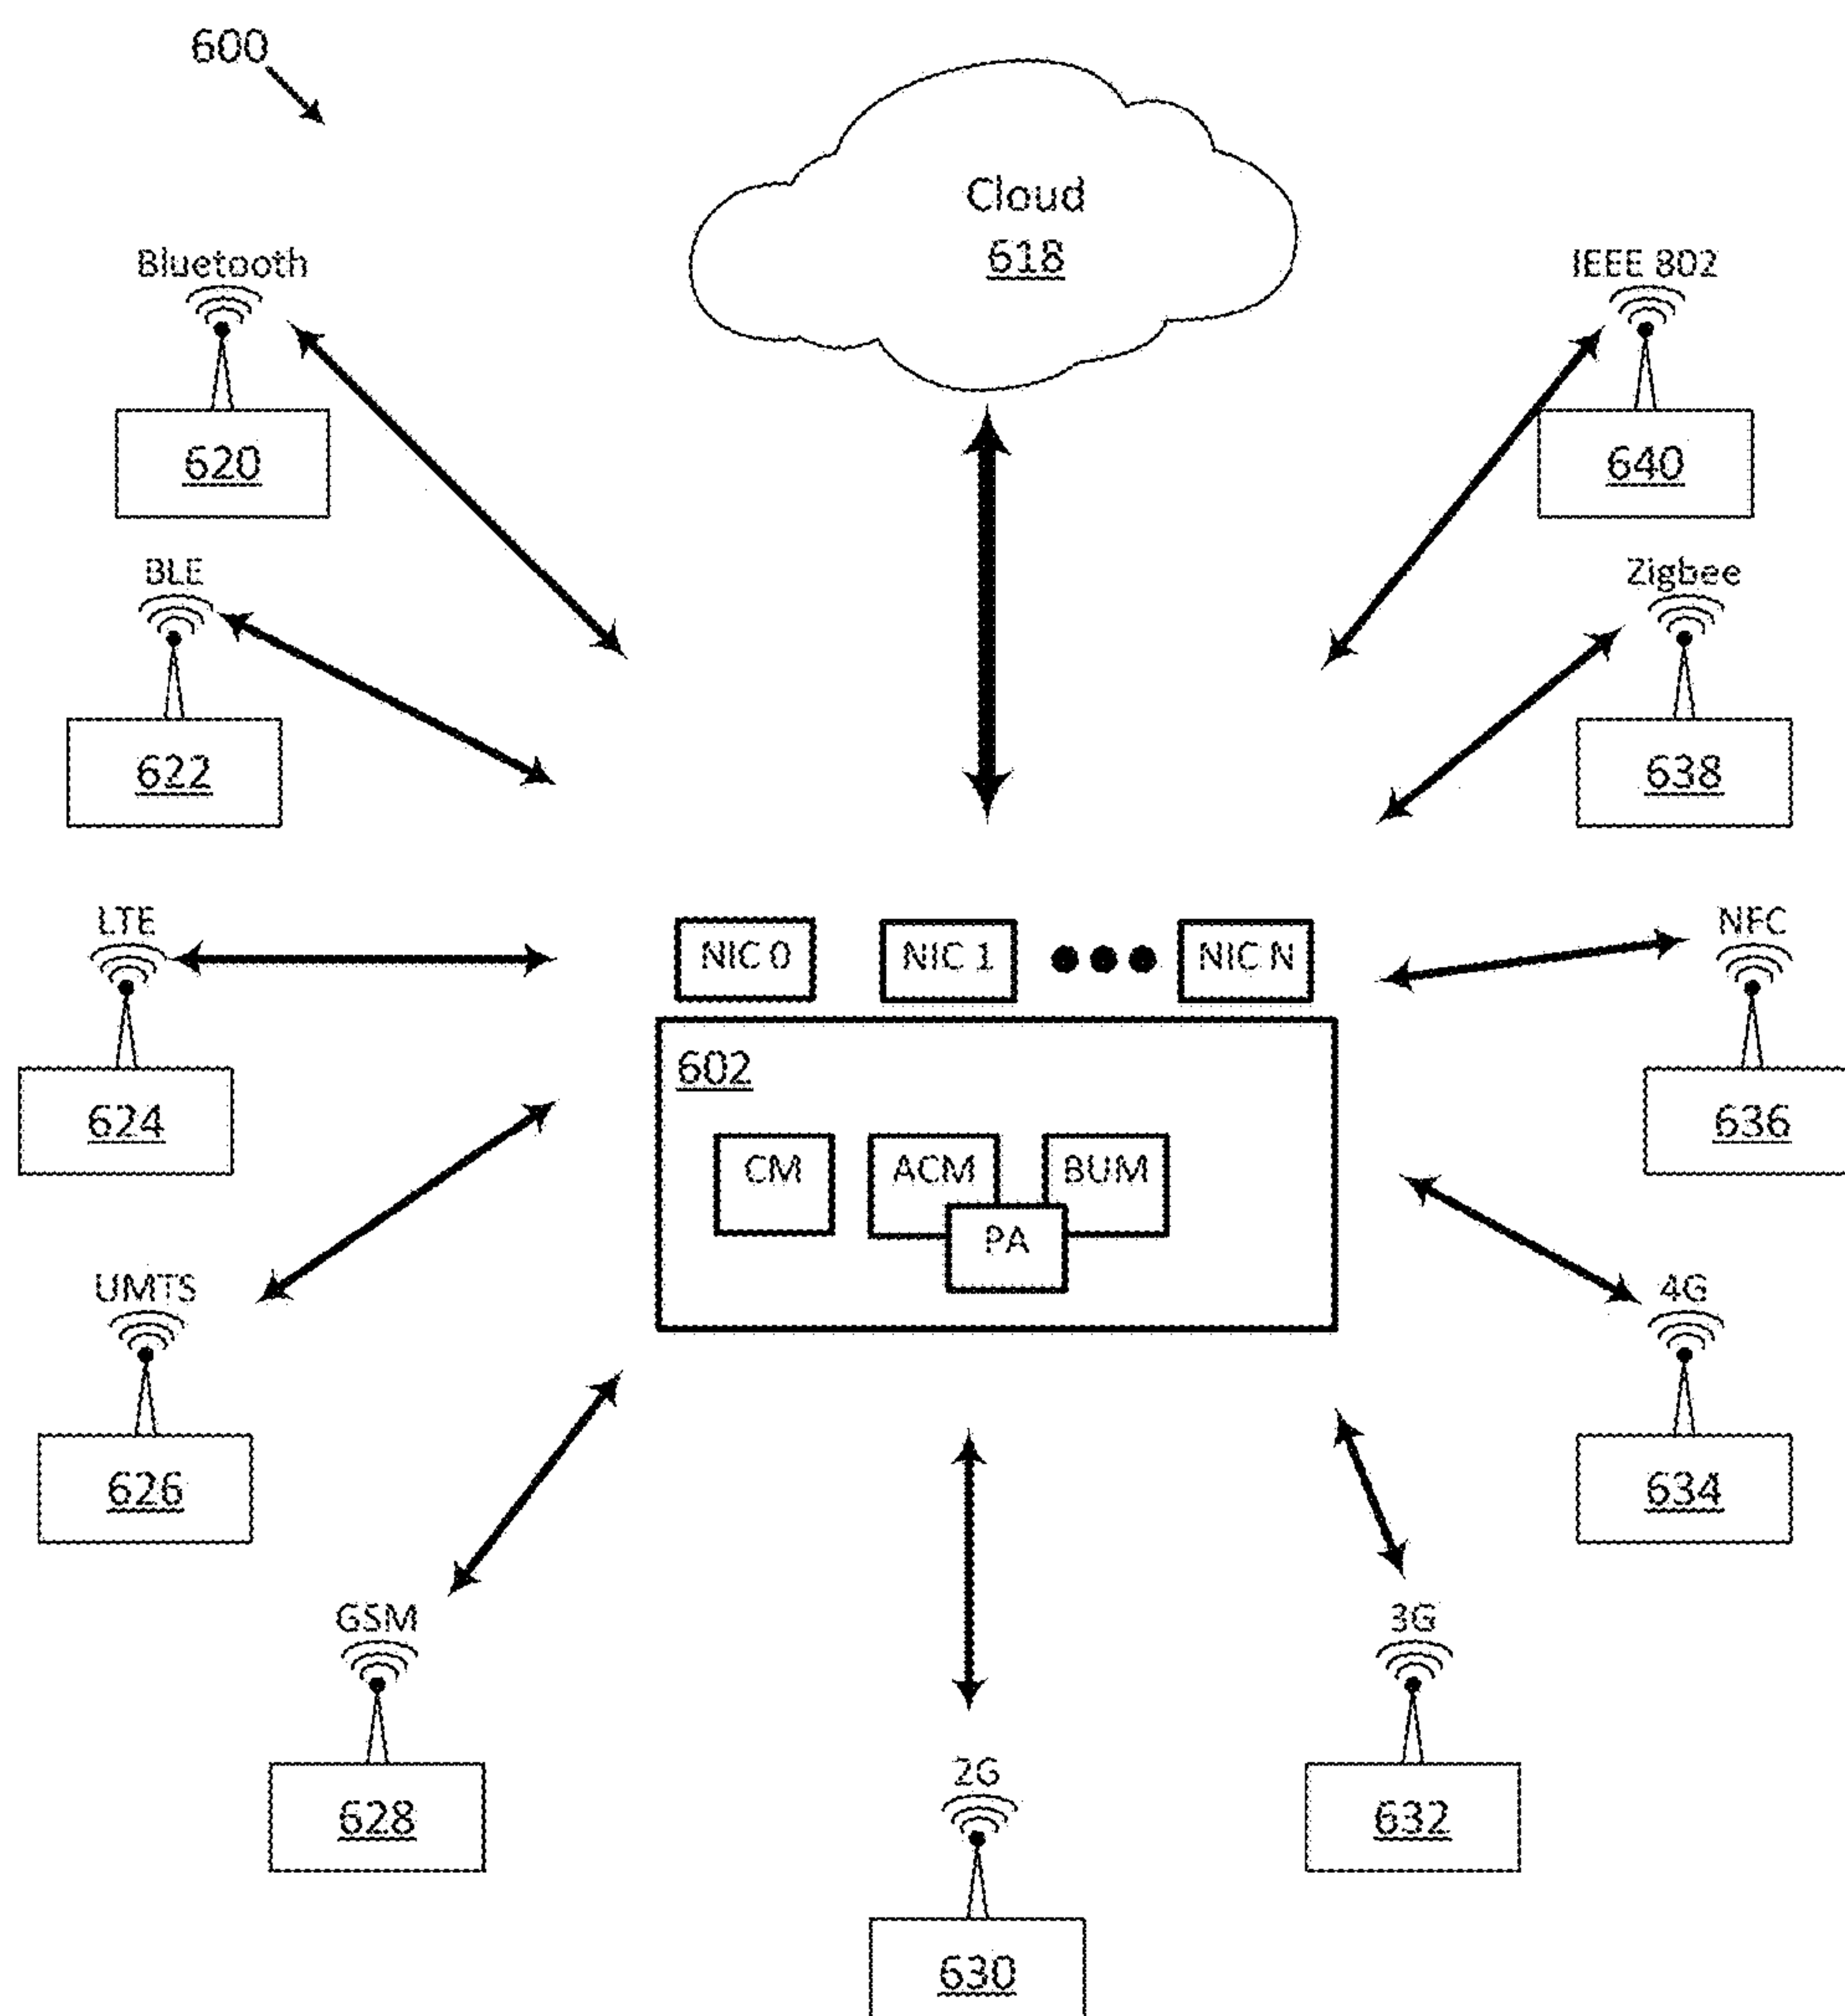 600
Cloud
618
Bluetooth
620
IEEE 802
640
BLE
622
Zigbee
638
LTE
624
NIC 0
NIC 1
NIC N
NFC
636
602
CM
ACM
BUM
PA
UMTS
626
4G
634
GSM
628
3G
632
2G
630